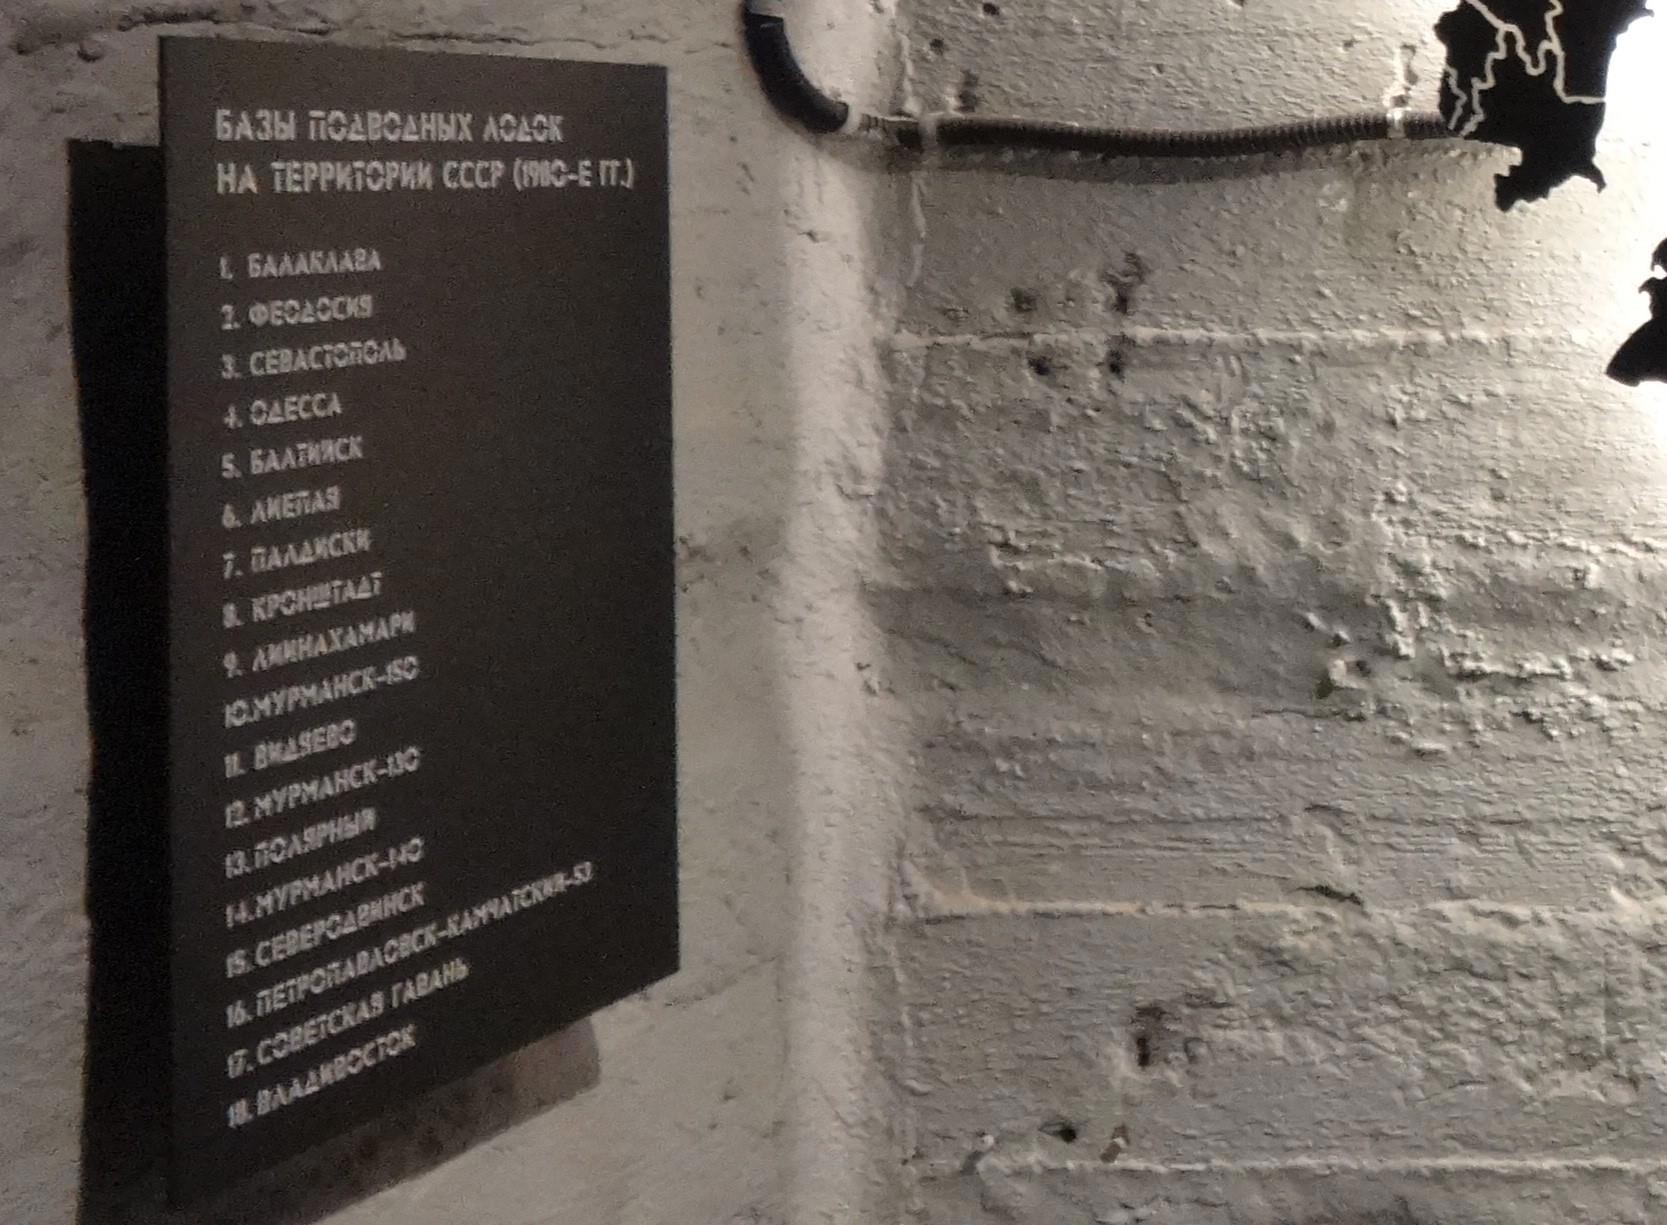 БАЗЫ ПОДВОДНЫХ ЛОДОК
НА ТЕРРИТОРИИ СССР (1980-Е ГГ.)
1. БАЛАКЛАВА
2. ФЕОДОСИЯ
3. СЕВАСТОПОЛЬ
4. ОДЕССА
5. БАЛТИЙСК
6. ЛИЕПАЯ
7. ПАЛДИСКИ
8. КРОНШТАДТ
9. ЛИИНАХАМАРИ
10. МУРМАНСК-150
11. ВИДЯЕВО
12. МУРМАНСК-130
13. ПОЛЯРНЫЙ
14. МУРМАНСК-140
15. СЕВЕРОДВИНСК
16. ПЕТРОПАВЛОВСК-КАМЧАТСКИЙ-53
17. СОВЕТСКАЯ ГАВАНЬ
18. ВЛАДИВОСТОК